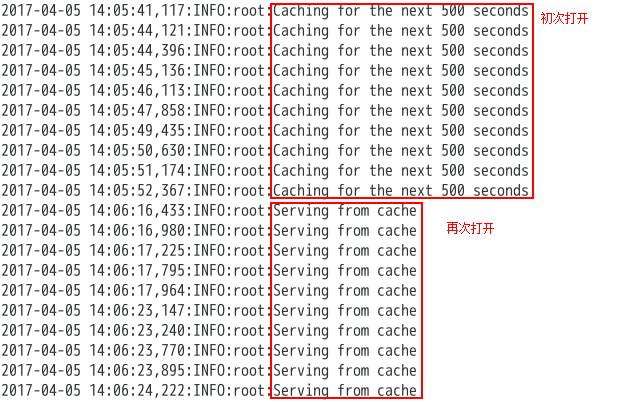 2017-04-05 14:05:41,117:INFO:root:Caching for the next 500 seconds
初次打开
2017-04-05 14:05:44,121:INFO:root:Caching for the next 500 seconds
2017-04-05 14:05:44,396:INFO:root:Caching for the next 500 seconds
2017-04-05 14:05:45,136:INFO:root:Caching for the next 500 seconds
2017-04-05 14:05:46,113:INFO:root:Caching for the next 500 seconds
2017-04-05 14:05:47,858:INFO:root:Caching for the next 500 seconds
2017-04-05 14:05:49,435:INFO:root:Caching for the next 500 seconds
2017-04-05 14:05:50,630:INFO:root:Caching for the next 500 seconds
2017-04-05 14:05:51,174:INFO:root:Caching for the next 500 seconds
2017-04-05 14:05:52,367:INFO:root:Caching for the next 500 seconds
2017-04-05 14:06:16,433:INFO:root:Serving from cache
再次打开
2017-04-05 14:06:16,980:INFO:root:Serving from cache
2017-04-05 14:06:17,225:INFO:root:Serving from cache
2017-04-05 14:06:17,795:INFO:root:Serving from cache
2017-04-05 14:06:17,964:INFO:root:Serving from cache
2017-04-05 14:06:23,147:INFO:root:Serving from cache
2017-04-05 14:06:23,240:INFO:root:Serving from cache
2017-04-05 14:06:23,770:INFO:root:Serving from cache
2017-04-05 14:06:23,895:INFO:root:Serving from cache
2017-04-05 14:06:24,222:INFO:root:Serving from cache